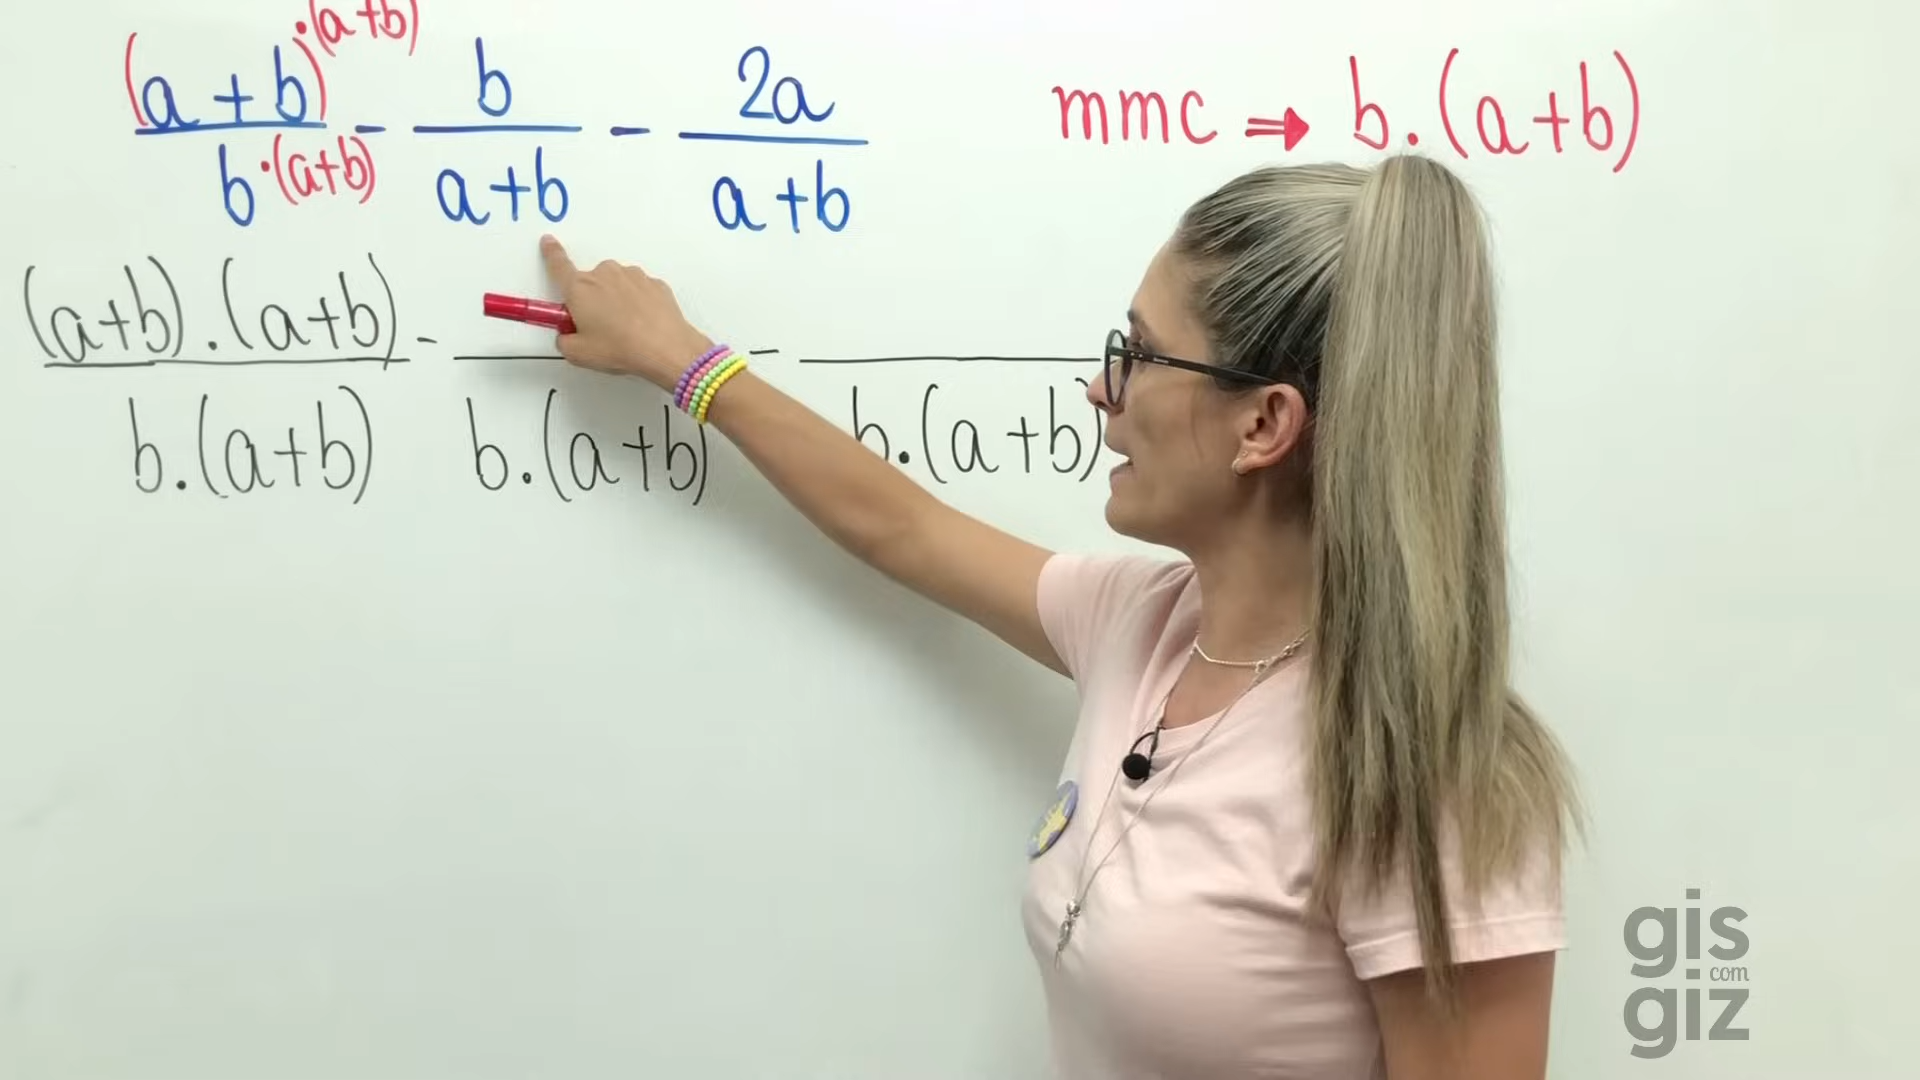 (a + b) · (a + b) / b · (a + b) - b / a + b - 2a / a + b
mmc ⇒ b . (a + b)
(a + b) . (a + b) / b . (a + b) - / b . (a + b) - / b . (a + b)
gis
com
giz